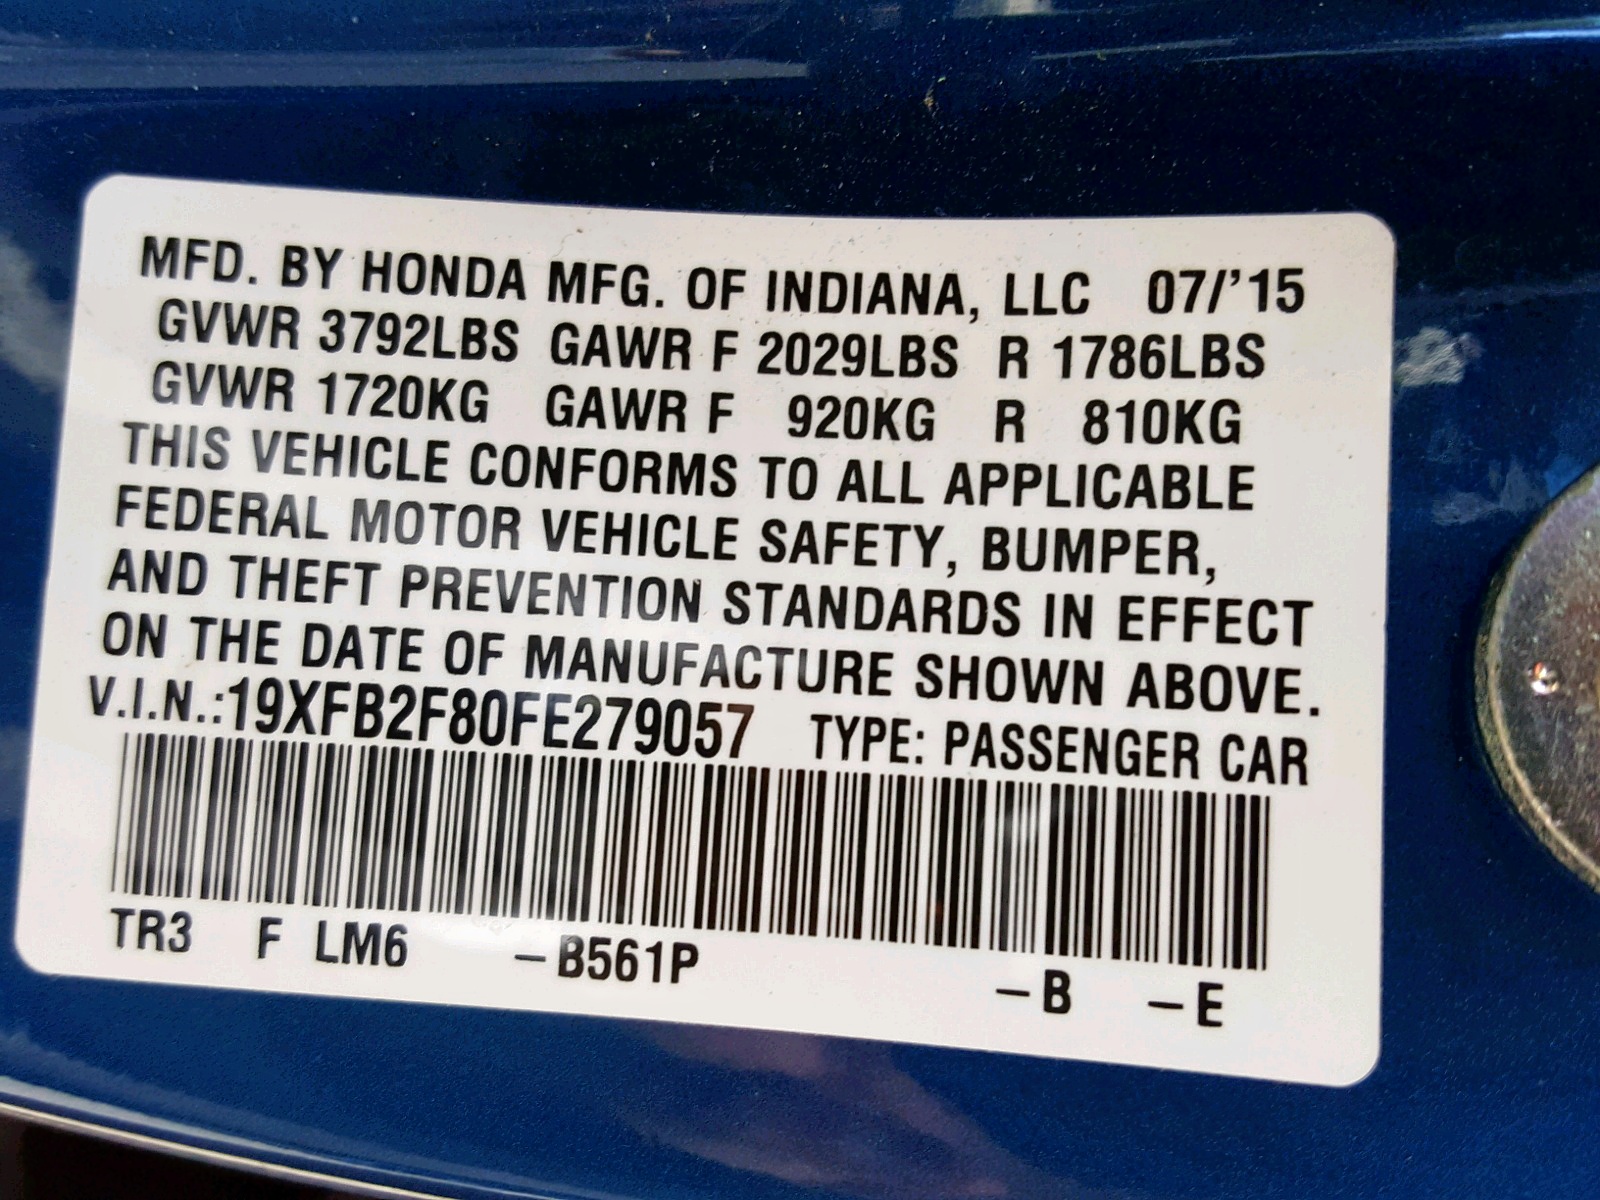 MFD. BY HONDA MFG. OF INDIANA, LLC 07/'15
GVWR 3792LBS GAWR F 2029LBS R 1786LBS
GVWR 1720KG GAWR F 920KG R 810KG
THIS VEHICLE CONFORMS TO ALL APPLICABLE
FEDERAL MOTOR VEHICLE SAFETY, BUMPER,
AND THEFT PREVENTION STANDARDS IN EFFECT
ON THE DATE OF MANUFACTURE SHOWN ABOVE.
V.I.N.:19XFB2F80FE279057 TYPE: PASSENGER CAR
TR3 F LM6 –B561P –B –E